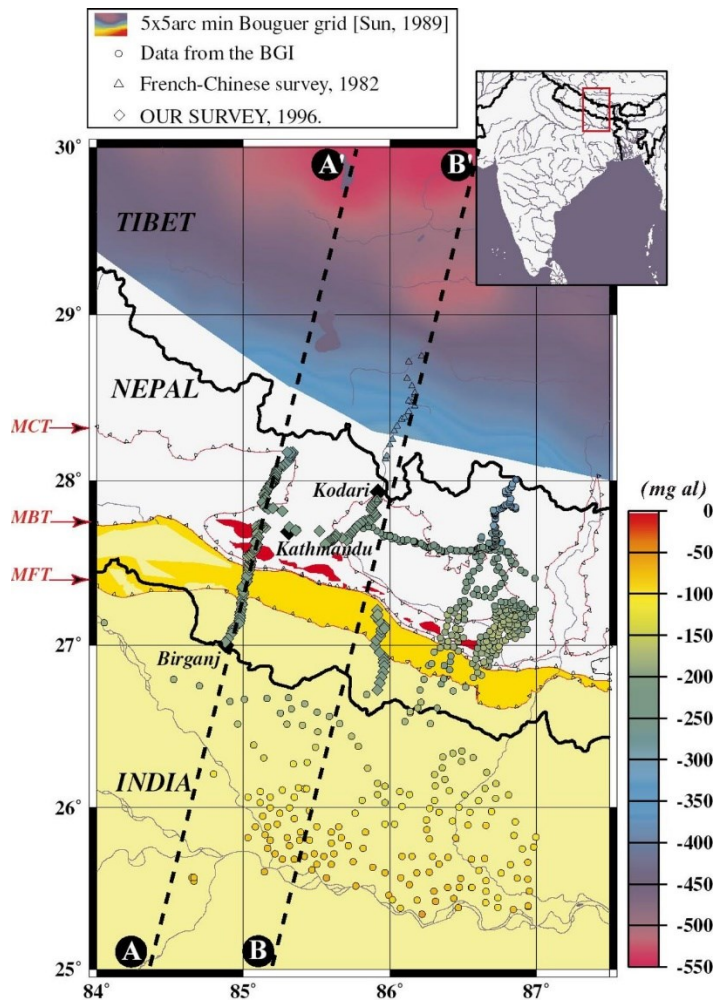 5x5arc min Bouguer grid [Sun, 1989]
Data from the BGI
French-Chinese survey, 1982
OUR SURVEY, 1996.
30°
A'
B'
TIBET
29°
NEPAL
MCT
28°
Kodari
(mg al)
MBT
Kathmandu
MFT
27°
Birganj
INDIA
26°
A
B
25°
84°
85
86
87
0
-50
-100
-150
-200
-250
-300
-350
-400
-450
-500
-550